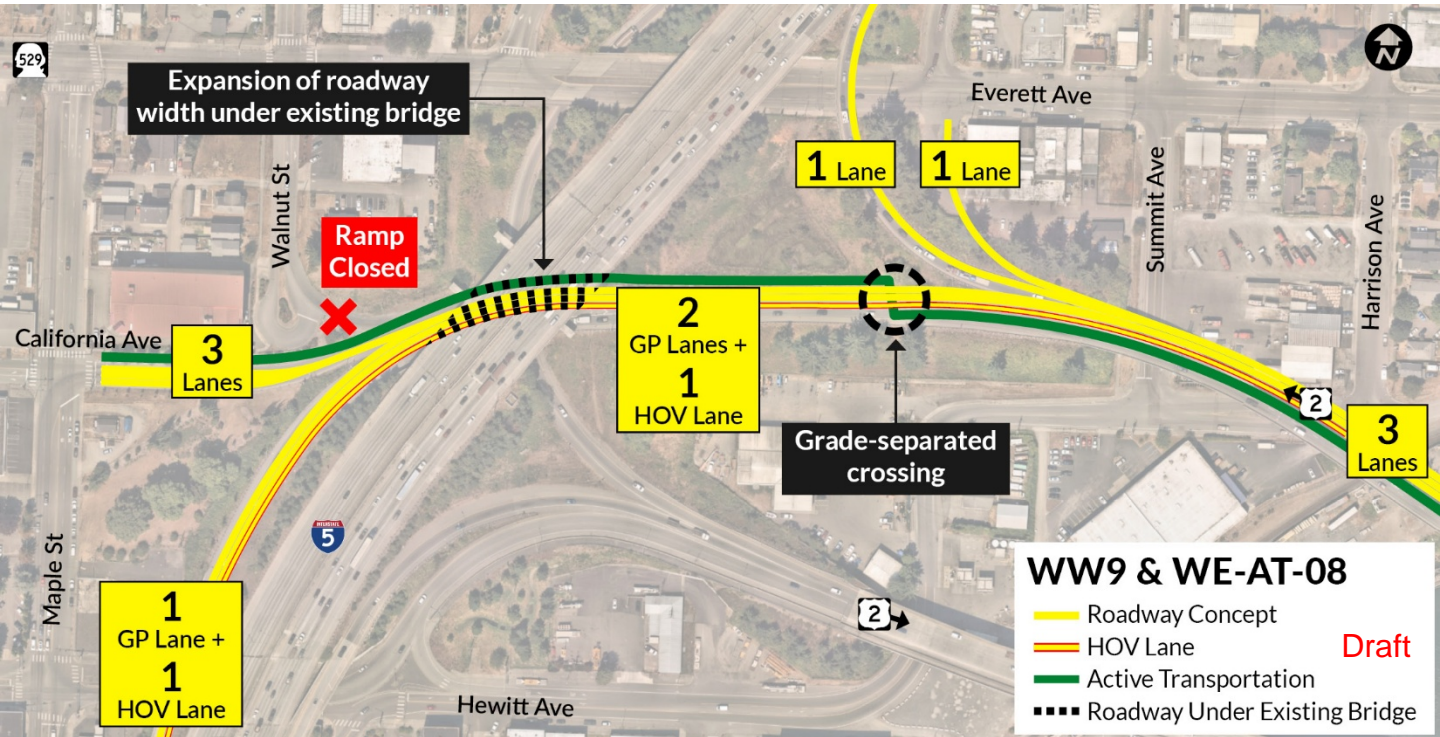 529
N
Expansion of roadway
width under existing bridge
Everett Ave
1 Lane
1 Lane
Walnut St
Summit Ave
Harrison Ave
Ramp
Closed
California Ave
3
Lanes
2
GP Lanes +
1
HOV Lane
2
3
Lanes
Grade-separated
crossing
INTERSTATE
5
Maple St
1
GP Lane +
1
HOV Lane
2
Hewitt Ave
WW9 & WE-AT-08
Roadway Concept
HOV Lane
Draft
Active Transportation
Roadway Under Existing Bridge